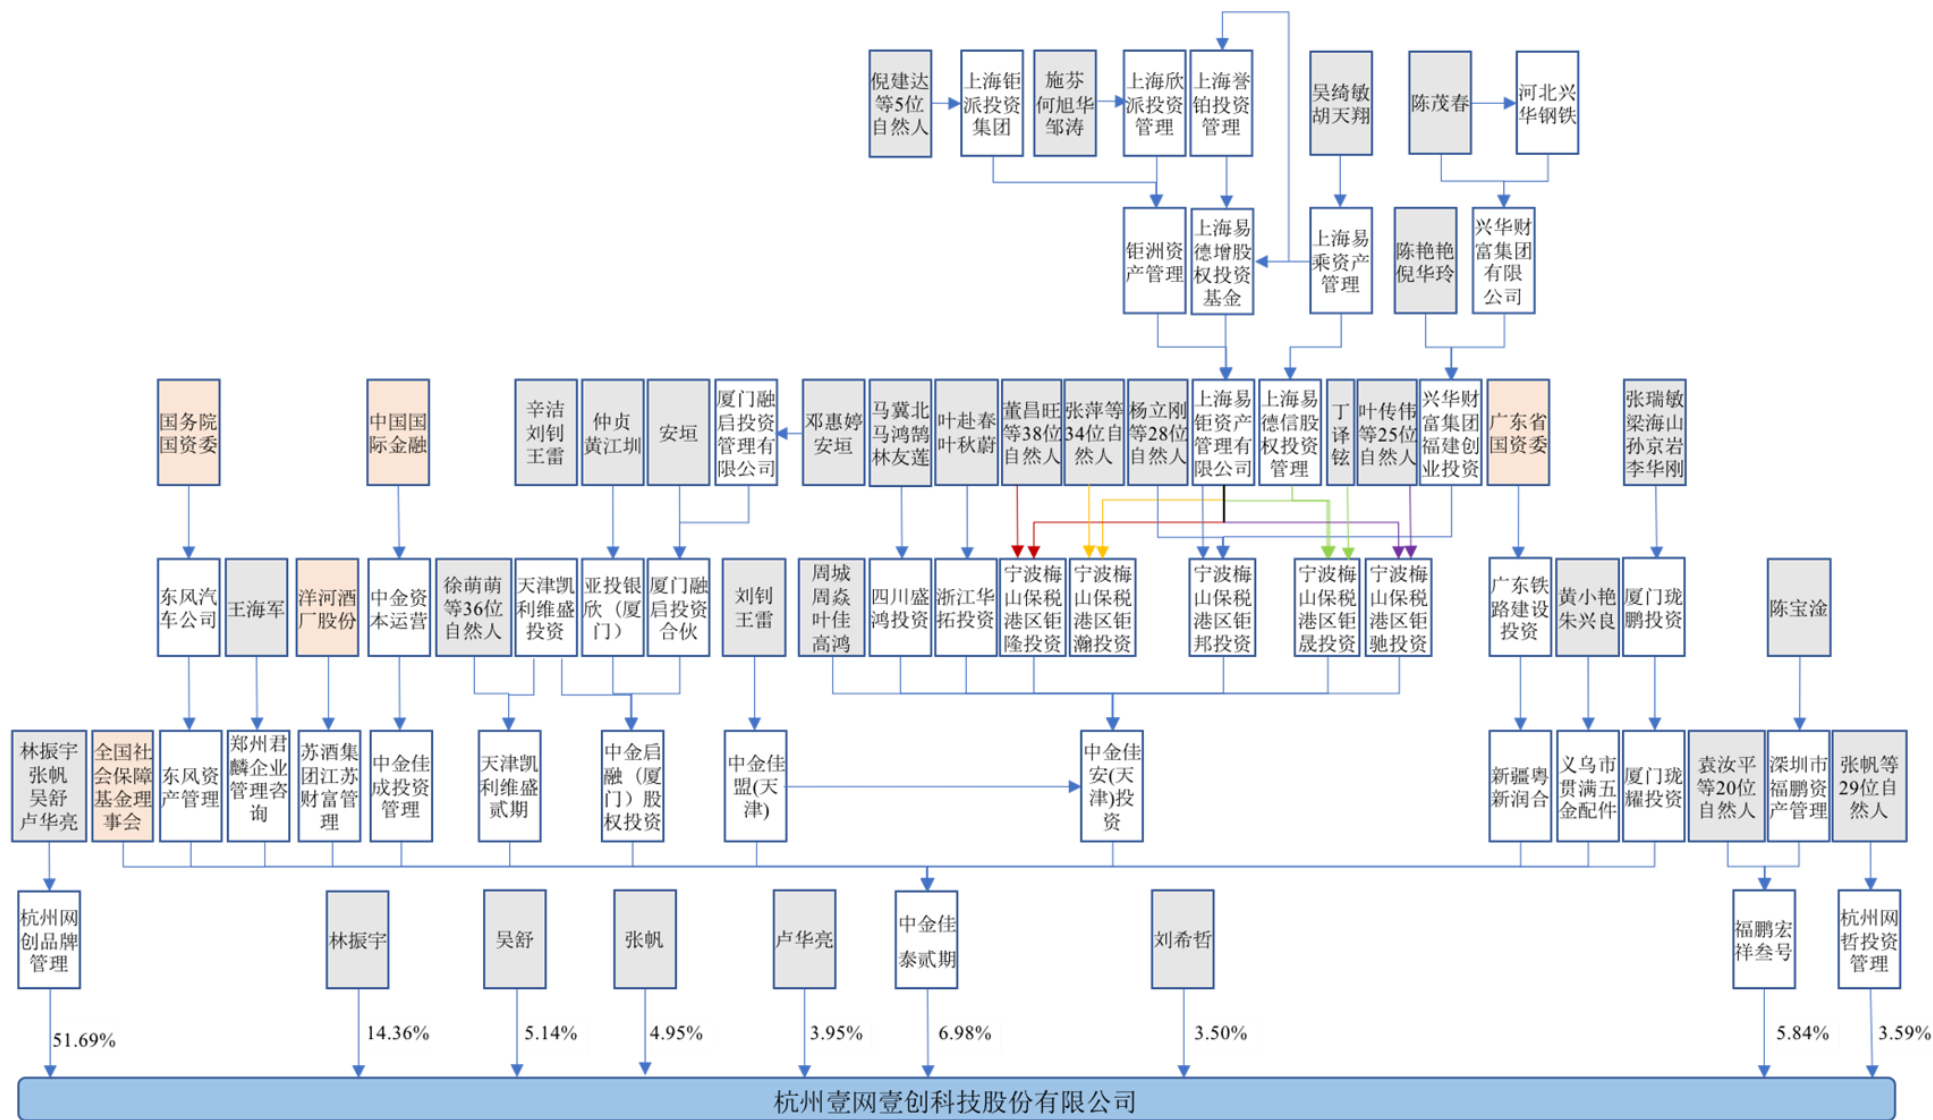 倪建达
等5位
自然人
上海钜
派投资
集团
施芬
何旭华
邹涛
上海欣
派投资
管理
上海誉
铂投资
管理
吴绮敏
胡天翔
陈茂春
河北兴
华钢铁
钜洲资
产管理
上海易
德增股
权投资
基金
上海易
乘资产
管理
陈艳艳
倪华玲
兴华财
富集团
有限
公司
国务院
国资委
中国国
际金融
辛洁
刘钊
王雷
仲贞
黄江圳
安垣
厦门融
启投资
管理有
限公司
邓惠婷
安垣
马冀北
马鸿鹄
林友莲
叶赴春
叶秋蔚
董昌旺
等38位
自然人
张萍等
34位自
然人
杨立刚
等28位
自然人
上海易
钜资产
管理有
限公司
上海易
德信股
权投资
管理
丁
译
铉
叶传伟
等25位
自然人
兴华财
富集团
福建创
业投资
广东省
国资委
张瑞敏
梁海山
孙京岩
李华刚
东风汽
车公司
王海军
洋河酒
厂股份
中金资
本运营
徐萌萌
等36位
自然人
天津凯
利维盛
投资
亚投银
欣（厦
门）
厦门融
启投资
合伙
刘钊
王雷
周城
周焱
叶佳
高鸿
四川盛
鸿投资
浙江华
拓投资
宁波梅
山保税
港区钜
隆投资
宁波梅
山保税
港区钜
瀚投资
宁波梅
山保税
港区钜
邦投资
宁波梅
山保税
港区钜
晟投资
宁波梅
山保税
港区钜
驰投资
广东铁
路建设
投资
黄小艳
朱兴良
厦门珑
鹏投资
陈宝淦
林振宇
张帆
吴舒
卢华亮
全国社
会保障
基金理
事会
东风资
产管理
郑州君
麟企业
管理咨
询
苏酒集
团江苏
财富管
理
中金佳
成投资
管理
天津凯
利维盛
贰期
中金启
融（厦
门）股
权投资
中金佳
盟(天
津)
中金佳
安(天
津)投
资
新疆粤
新润合
义乌市
贯满五
金配件
厦门珑
耀投资
袁汝平
等20位
自然人
深圳市
福鹏资
产管理
张帆等
29位自
然人
杭州网
创品牌
管理
林振宇
吴舒
张帆
卢华亮
中金佳
泰贰期
刘希哲
福鹏宏
祥叁号
杭州网
哲投资
管理
51.69%
14.36%
5.14%
4.95%
3.95%
6.98%
3.50%
5.84%
3.59%
杭州壹网壹创科技股份有限公司